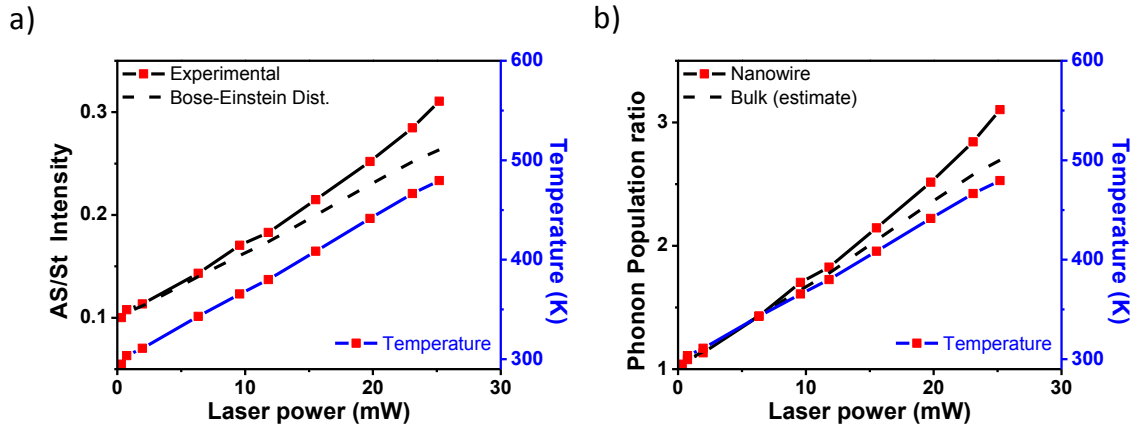 a)
Experimental
Bose-Einstein Dist.
Temperature
AS/St Intensity
0.1
0.2
0.3
Temperature (K)
300
400
500
600
0
10
20
30
Laser power (mW)
b)
Nanowire
Bulk (estimate)
Temperature
Phonon Population ratio
1
2
3
Temperature (K)
300
400
500
600
0
10
20
30
Laser power (mW)